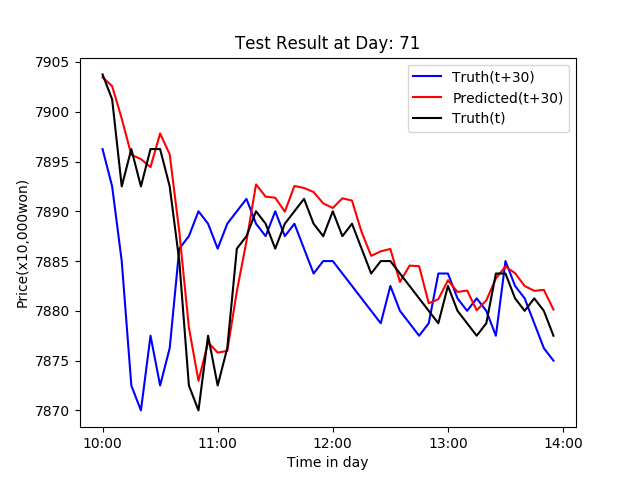 Test Result at Day: 71
Truth(t+30)
Predicted(t+30)
Truth(t)
Price(x10,000won)
7905
7900
7895
7890
7885
7880
7875
7870
10:00 11:00 12:00 13:00 14:00
Time in day